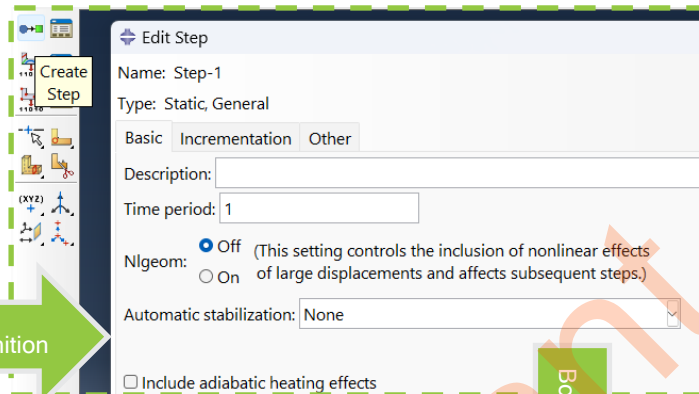 Create
Step
Edit Step
Name: Step-1
Type: Static, General
Basic Incrementation Other
Description:
Time period: 1
Nlgeom:
Off (This setting controls the inclusion of nonlinear effects
On of large displacements and affects subsequent steps.)
Automatic stabilization: None
Include adiabatic heating effects
(XYZ)